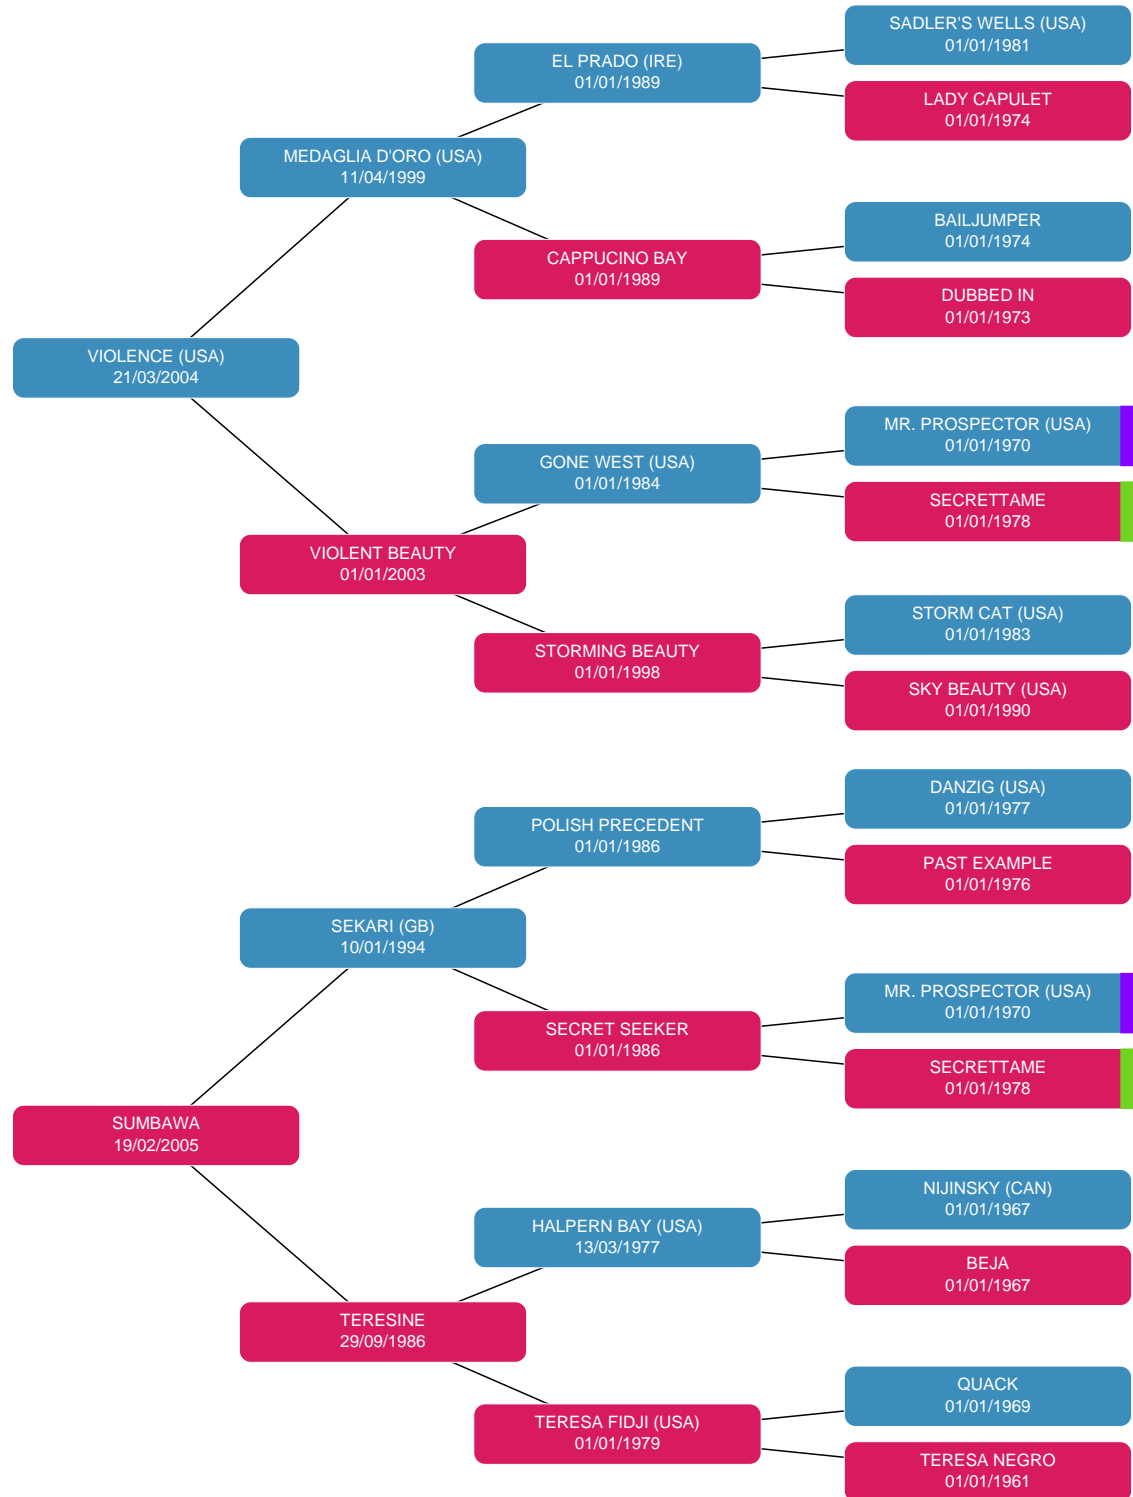 SADLER'S WELLS (USA)
01/01/1981
EL PRADO (IRE)
01/01/1989
LADY CAPULET
01/01/1974
MEDAGLIA D'ORO (USA)
11/04/1999
BAILJUMPER
01/01/1974
CAPPUCINO BAY
01/01/1989
DUBBED IN
01/01/1973
VIOLENCE (USA)
21/03/2004
MR. PROSPECTOR (USA)
01/01/1970
GONE WEST (USA)
01/01/1984
SECRETTAME
01/01/1978
VIOLENT BEAUTY
01/01/2003
STORM CAT (USA)
01/01/1983
STORMING BEAUTY
01/01/1998
SKY BEAUTY (USA)
01/01/1990
DANZIG (USA)
01/01/1977
POLISH PRECEDENT
01/01/1986
PAST EXAMPLE
01/01/1976
SEKARI (GB)
10/01/1994
MR. PROSPECTOR (USA)
01/01/1970
SECRET SEEKER
01/01/1986
SECRETTAME
01/01/1978
SUMBAWA
19/02/2005
NIJINSKY (CAN)
01/01/1967
HALPERN BAY (USA)
13/03/1977
BEJA
01/01/1967
TERESINE
29/09/1986
QUACK
01/01/1969
TERESA FIDJI (USA)
01/01/1979
TERESA NEGRO
01/01/1961